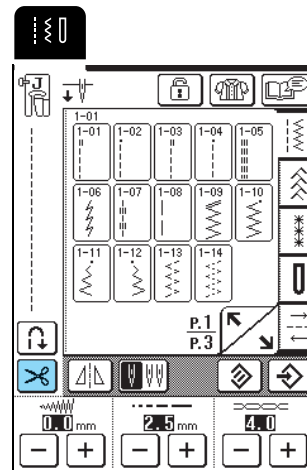 J
1-01
1-01 1-02 1-03 1-04 1-05
1-06 1-07 1-08 1-09 1-10
1-11 1-12 1-13 1-14
P.1
P.3
0.0 mm 2.5 mm 4.0
− + − + − +